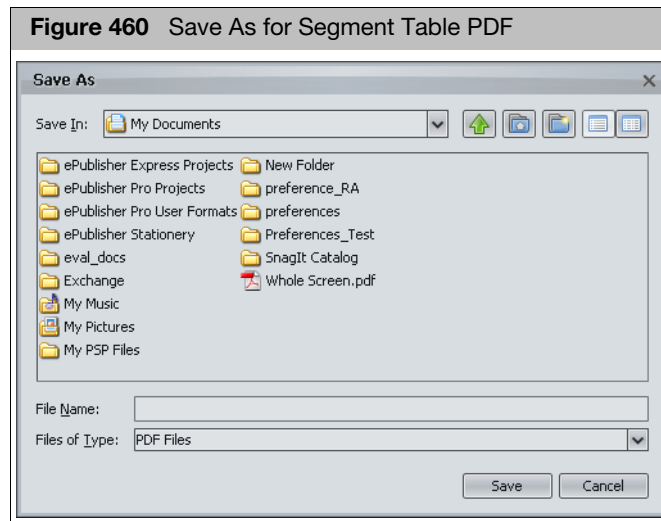 Figure 460 Save As for Segment Table PDF
Save As
Save In: My Documents
ePublisher Express Projects
ePublisher Pro Projects
ePublisher Pro User Formats
ePublisher Stationery
eval_docs
Exchange
My Music
My Pictures
My PSP Files
New Folder
preference_RA
preferences
Preferences_Test
SnagIt Catalog
Whole Screen.pdf
File Name:
Files of Type: PDF Files
Save Cancel